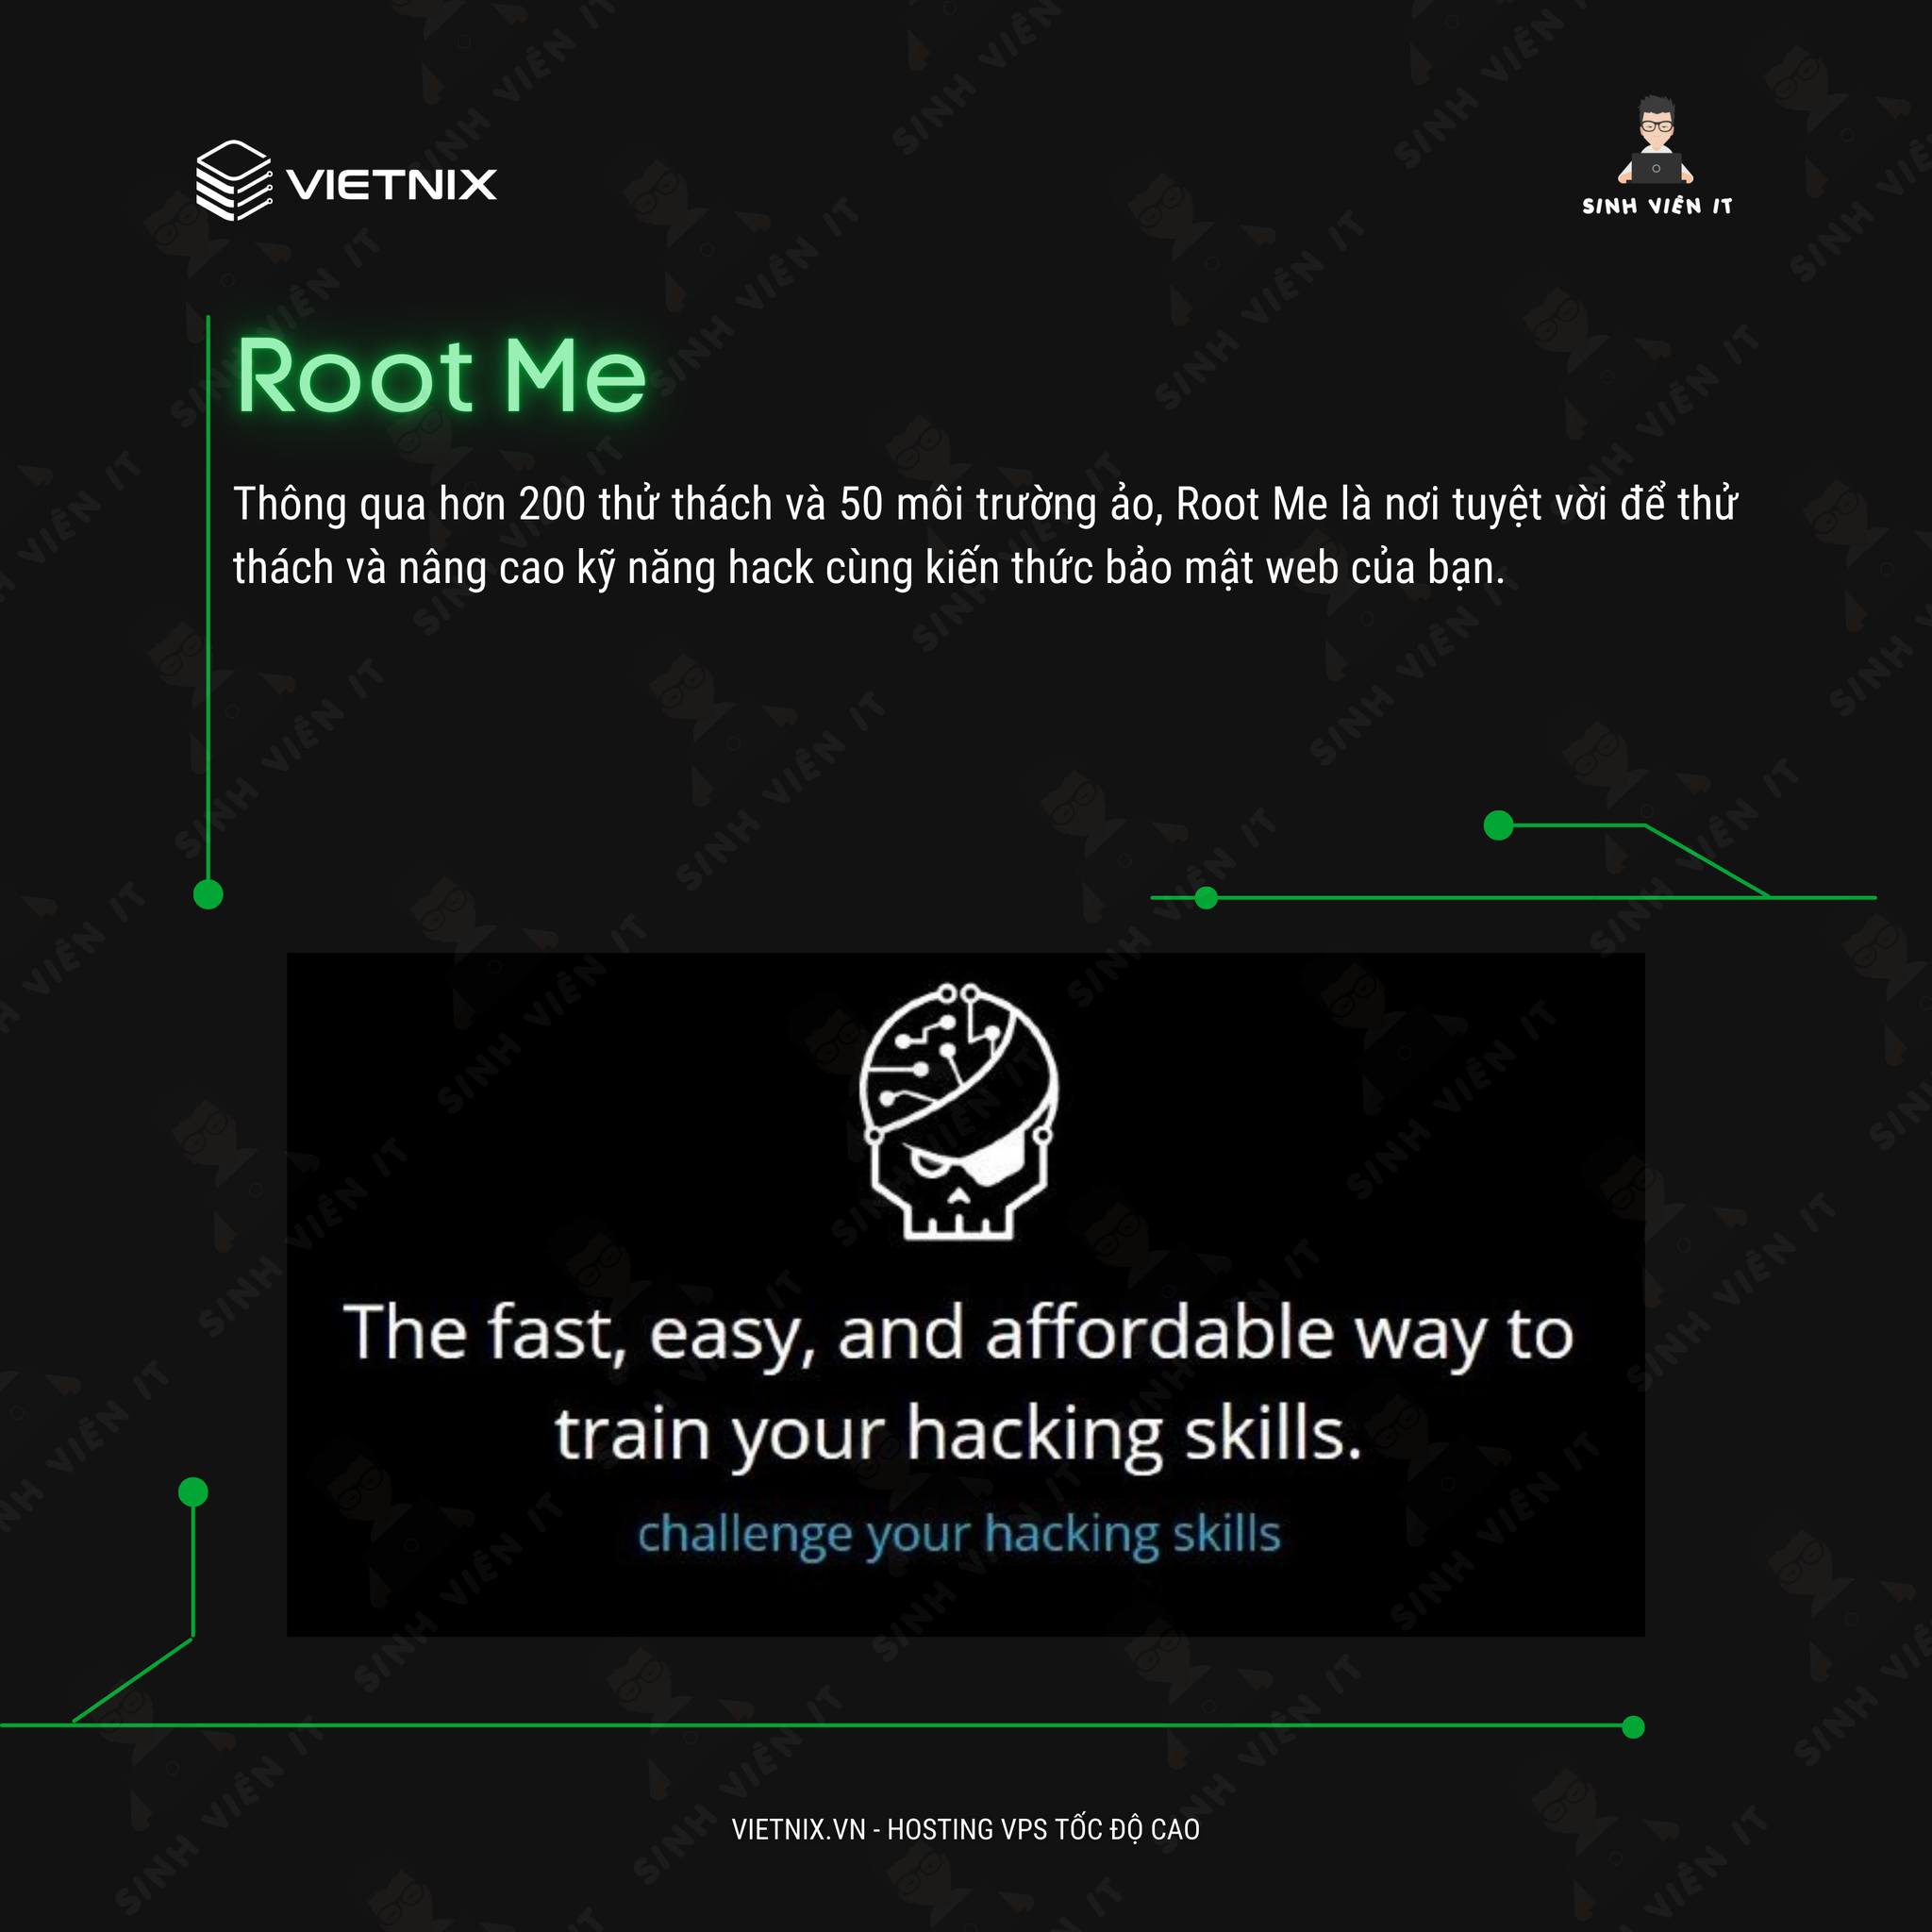 VIETNIX
SINH VIÊN IT
Root Me
Thông qua hơn 200 thử thách và 50 môi trường ảo, Root Me là nơi tuyệt vời để thử
thách và nâng cao kỹ năng hack cùng kiến thức bảo mật web của bạn.
The fast, easy, and affordable way to
train your hacking skills.
challenge your hacking skills
VIETNIX.VN - HOSTING VPS TỐC ĐỘ CAO